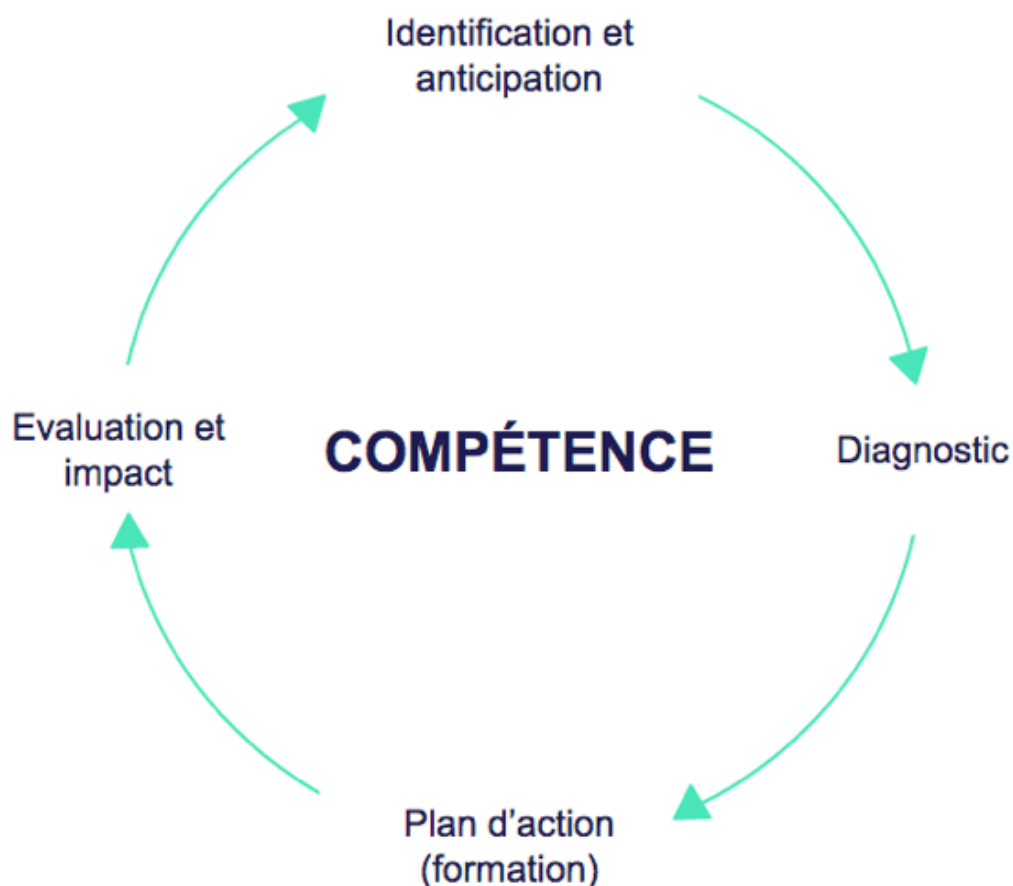 Identification et
anticipation
Evaluation et
impact
COMPÉTENCE
Diagnostic
Plan d’action
(formation)